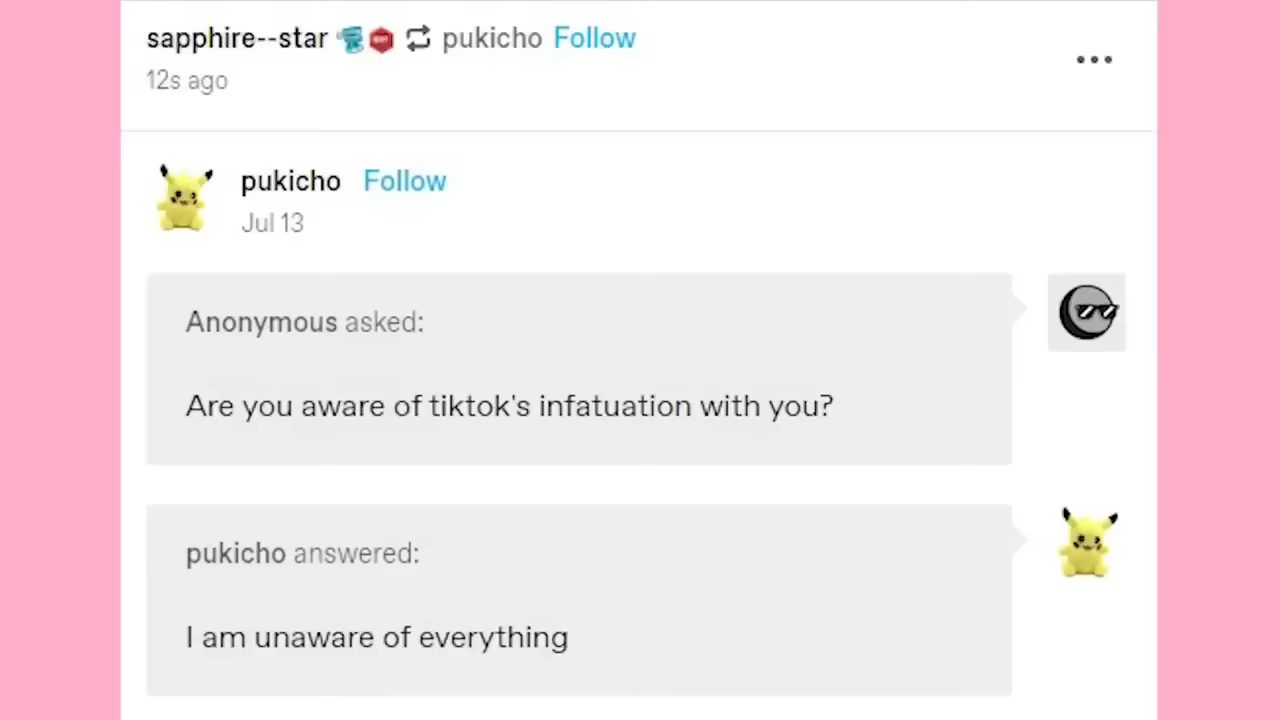 sapphire--star pukicho Follow
12s ago
pukicho Follow
Jul 13
Anonymous asked:
Are you aware of tiktok's infatuation with you?
pukicho answered:
I am unaware of everything